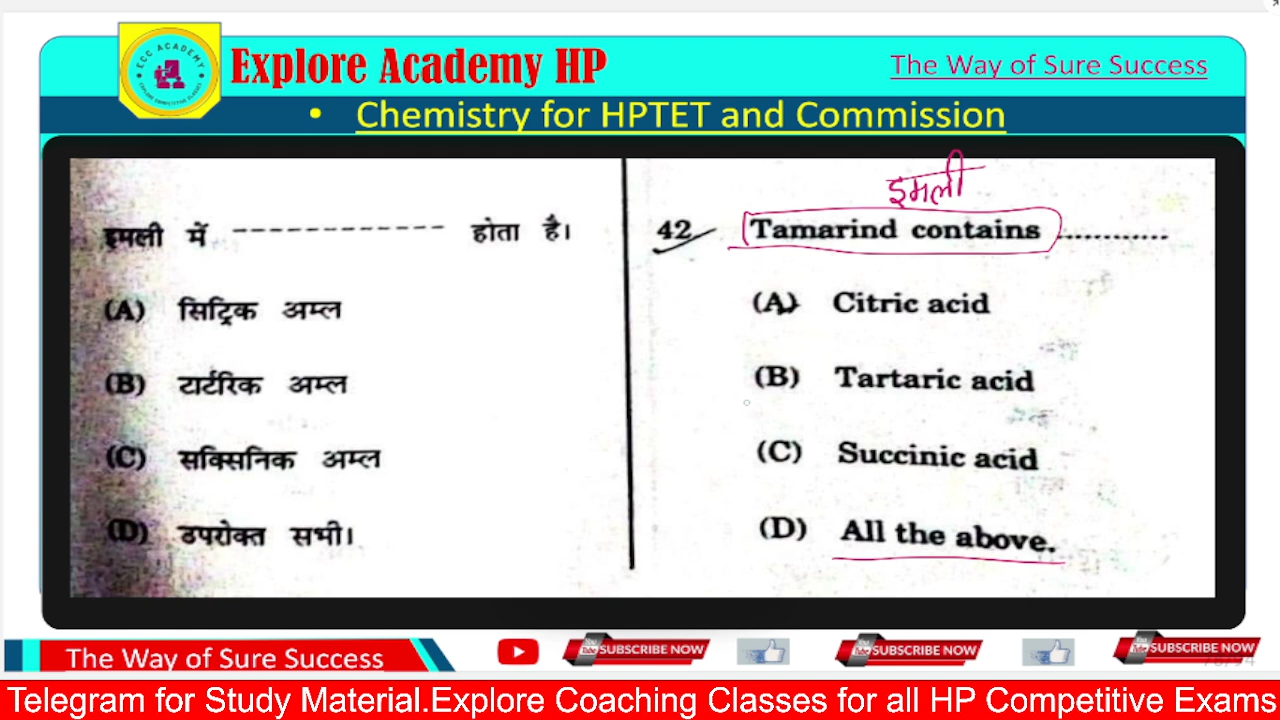 ECC ACADEMY
Explore Academy HP
The Way of Sure Success
• Chemistry for HPTET and Commission
इमली में ------------- होता है।
(A) सिट्रिक अम्ल
(B) टार्टरिक अम्ल
(C) सक्सिनिक अम्ल
(D) उपरोक्त सभी।
इमली
42 Tamarind contains ............
(A) Citric acid
(B) Tartaric acid
(C) Succinic acid
(D) All the above.
The Way of Sure Success
SUBSCRIBE NOW
SUBSCRIBE NOW
SUBSCRIBE NOW
Telegram for Study Material.Explore Coaching Classes for all HP Competitive Exams